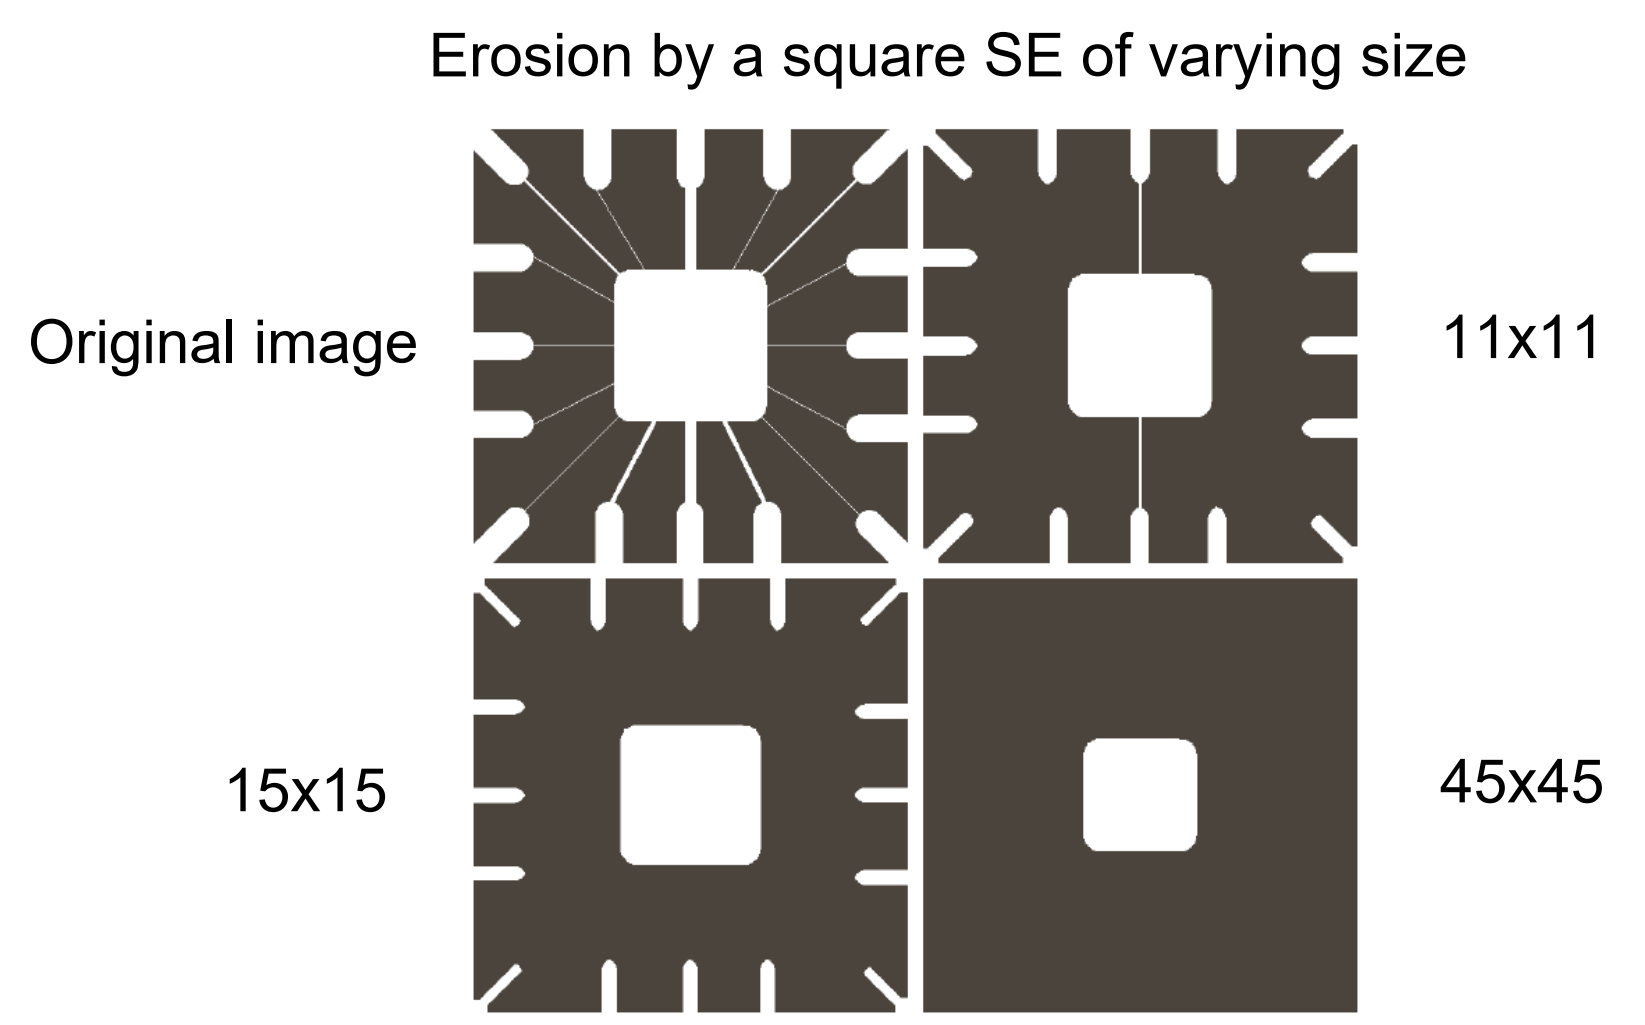 Erosion by a square SE of varying size
Original image
11x11
15x15
45x45